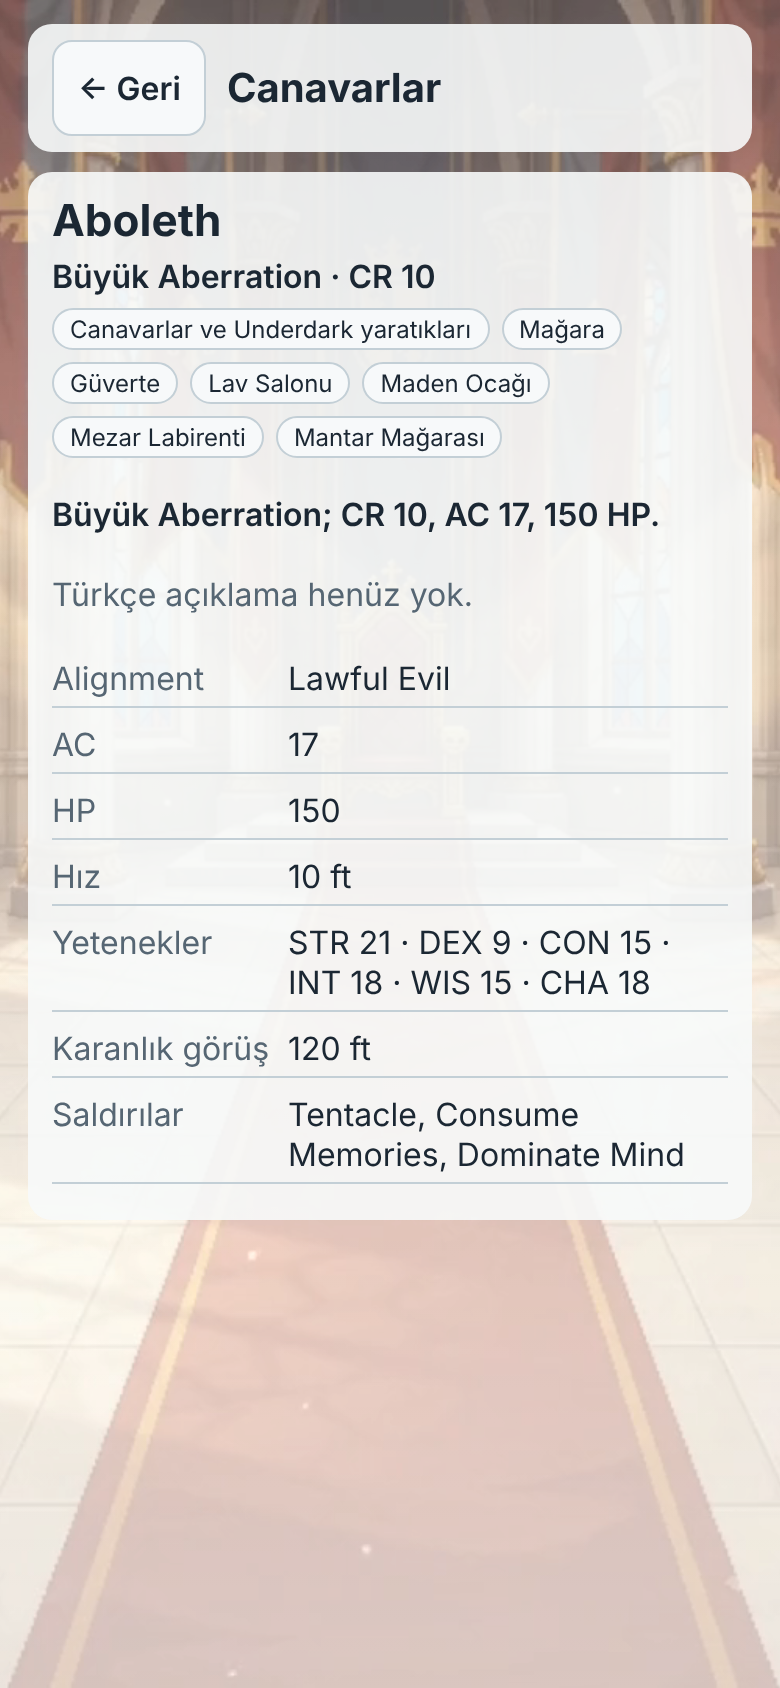 ← Geri
Canavarlar
Aboleth
Büyük Aberration · CR 10
Canavarlar ve Underdark yaratıkları
Mağara
Güverte
Lav Salonu
Maden Ocağı
Mezar Labirenti
Mantar Mağarası
Büyük Aberration; CR 10, AC 17, 150 HP.
Türkçe açıklama henüz yok.
Alignment Lawful Evil
AC 17
HP 150
Hız 10 ft
Yetenekler STR 21 · DEX 9 · CON 15 ·
INT 18 · WIS 15 · CHA 18
Karanlık görüş 120 ft
Saldırılar Tentacle, Consume
Memories, Dominate Mind